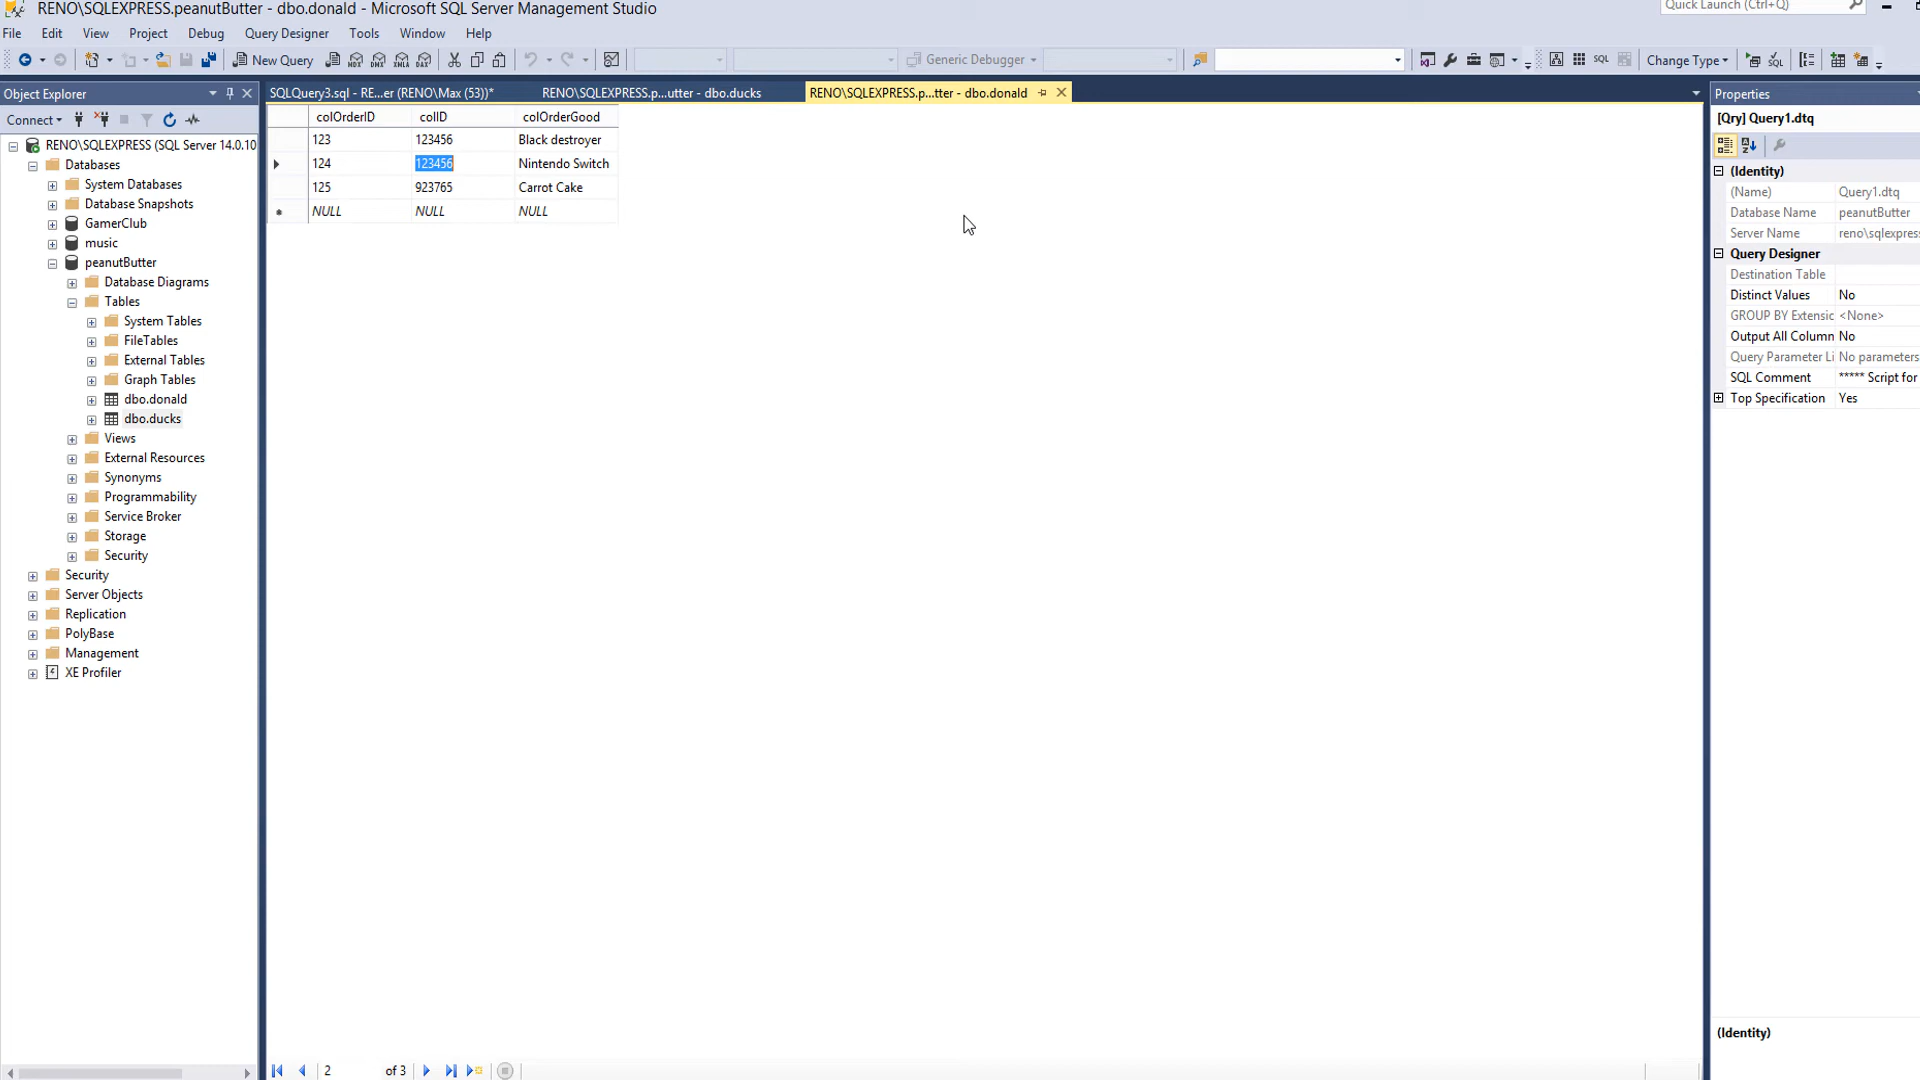 RENO\SQLEXPRESS.peanutButter - dbo.donald - Microsoft SQL Server Management Studio
Quick Launch (Ctrl+Q)
File Edit View Project Debug Query Designer Tools Window Help
New Query Generic Debugger SQL Change Type
Object Explorer
SQLQuery3.sql - RE...er (RENO\Max (53))* RENO\SQLEXPRESS.p...utter - dbo.ducks RENO\SQLEXPRESS.p...tter - dbo.donald
Properties
Connect
RENO\SQLEXPRESS (SQL Server 14.0.10
Databases
System Databases
Database Snapshots
GamerClub
music
peanutButter
Database Diagrams
Tables
System Tables
FileTables
External Tables
Graph Tables
dbo.donald
dbo.ducks
Views
External Resources
Synonyms
Programmability
Service Broker
Storage
Security
Security
Server Objects
Replication
PolyBase
Management
XE Profiler
colOrderID colID colOrderGood
123 123456 Black destroyer
124 123456 Nintendo Switch
125 923765 Carrot Cake
NULL NULL NULL
2 of 3
[Qry] Query1.dtq
(Identity)
(Name) Query1.dtq
Database Name peanutButter
Server Name reno\sqlexpress
Query Designer
Destination Table
Distinct Values No
GROUP BY Extensic <None>
Output All Column No
Query Parameter Li No parameters
SQL Comment ***** Script for
Top Specification Yes
(Identity)